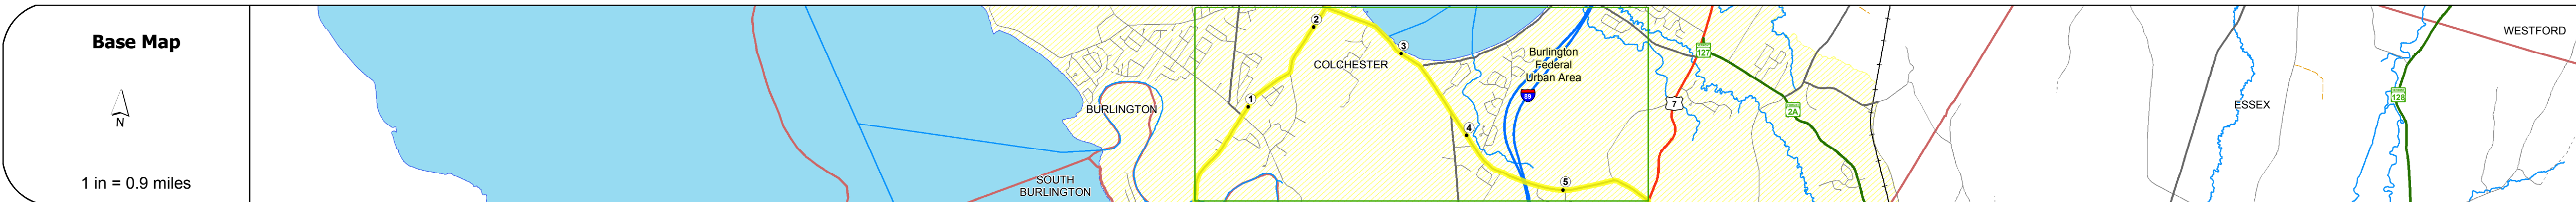 Base Map
N
1 in = 0.9 miles
BURLINGTON
SOUTH
BURLINGTON
1
2
COLCHESTER
3
4
5
Burlington
Federal
Urban Area
89
7
127
2A
ESSEX
128
WESTFORD